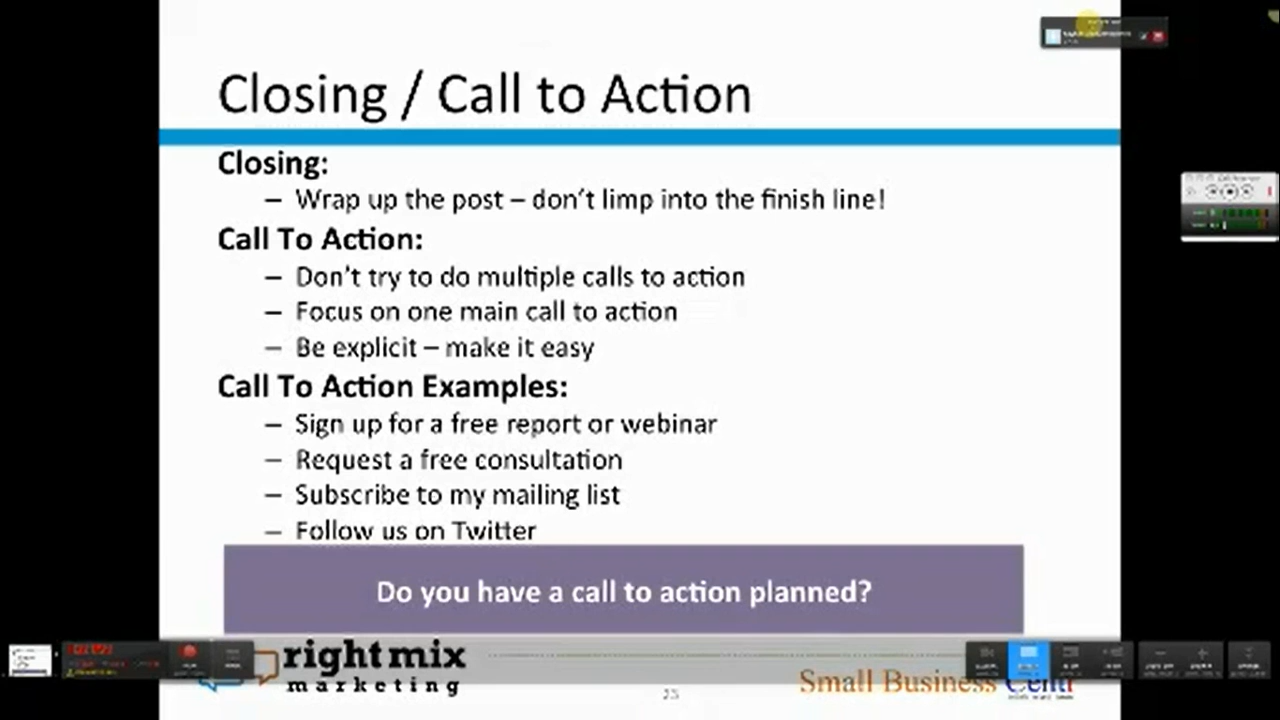 Closing / Call to Action
Closing:
– Wrap up the post – don't limp into the finish line!
Call To Action:
– Don't try to do multiple calls to action
– Focus on one main call to action
– Be explicit – make it easy
Call To Action Examples:
– Sign up for a free report or webinar
– Request a free consultation
– Subscribe to my mailing list
– Follow us on Twitter
Do you have a call to action planned?
right mix
marketing
Small Business